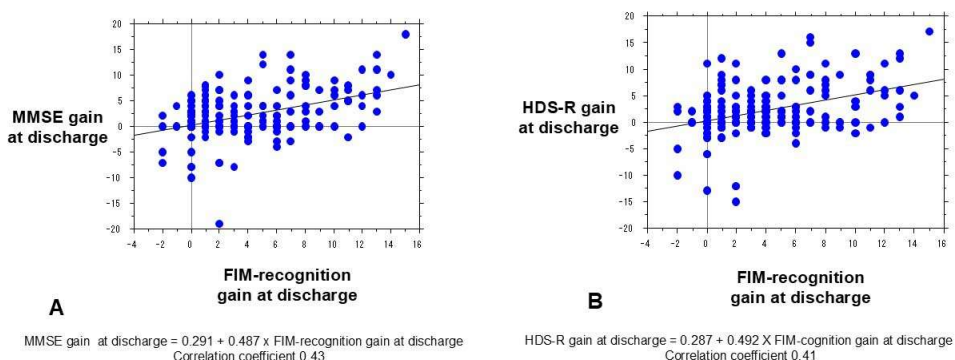 20
15
10
5
0
-5
-10
-15
-20
MMSE gain
at discharge
-4 -2 0 2 4 6 8 10 12 14 16
FIM-recognition
gain at discharge
A
MMSE gain at discharge = 0.291 + 0.487 x FIM-recognition gain at discharge
Correlation coefficient 0.43
20
15
10
5
0
-5
-10
-15
-20
HDS-R gain
at discharge
-4 -2 0 2 4 6 8 10 12 14 16
FIM-recognition
gain at discharge
B
HDS-R gain at discharge = 0.287 + 0.492 X FIM-cognition gain at discharge
Correlation coefficient 0.41